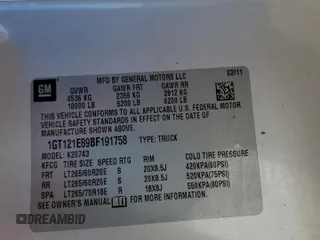 GM
MFD BY GENERAL MOTORS LLC
02/11
GVWR GAWR FRT GAWR RR
4536 KG 2359 KG 2812 KG
10000 LB 5200 LB 6200 LB
THIS VEHICLE CONFORMS TO ALL APPLICABLE U.S. FEDERAL MOTOR
VEHICLE SAFETY STANDARDS IN EFFECT ON THE DATE OF
MANUFACTURE SHOWN ABOVE.
1GT121E89BF191758 TYPE: TRUCK
MODEL: K20743
TIRE SIZE SPEED RTG RIM COLD TIRE PRESSURE
FRT LT265/60R20E S 20X8.5J 420KPA(60PSI)
RR LT265/60R20E S 20X8.5J 520KPA(75PSI)
SPA LT265/70R18E R 18X8J 550KPA(80PSI)
SEE OWNER'S MANUAL FOR MORE INFORMATION.
DREAMBID